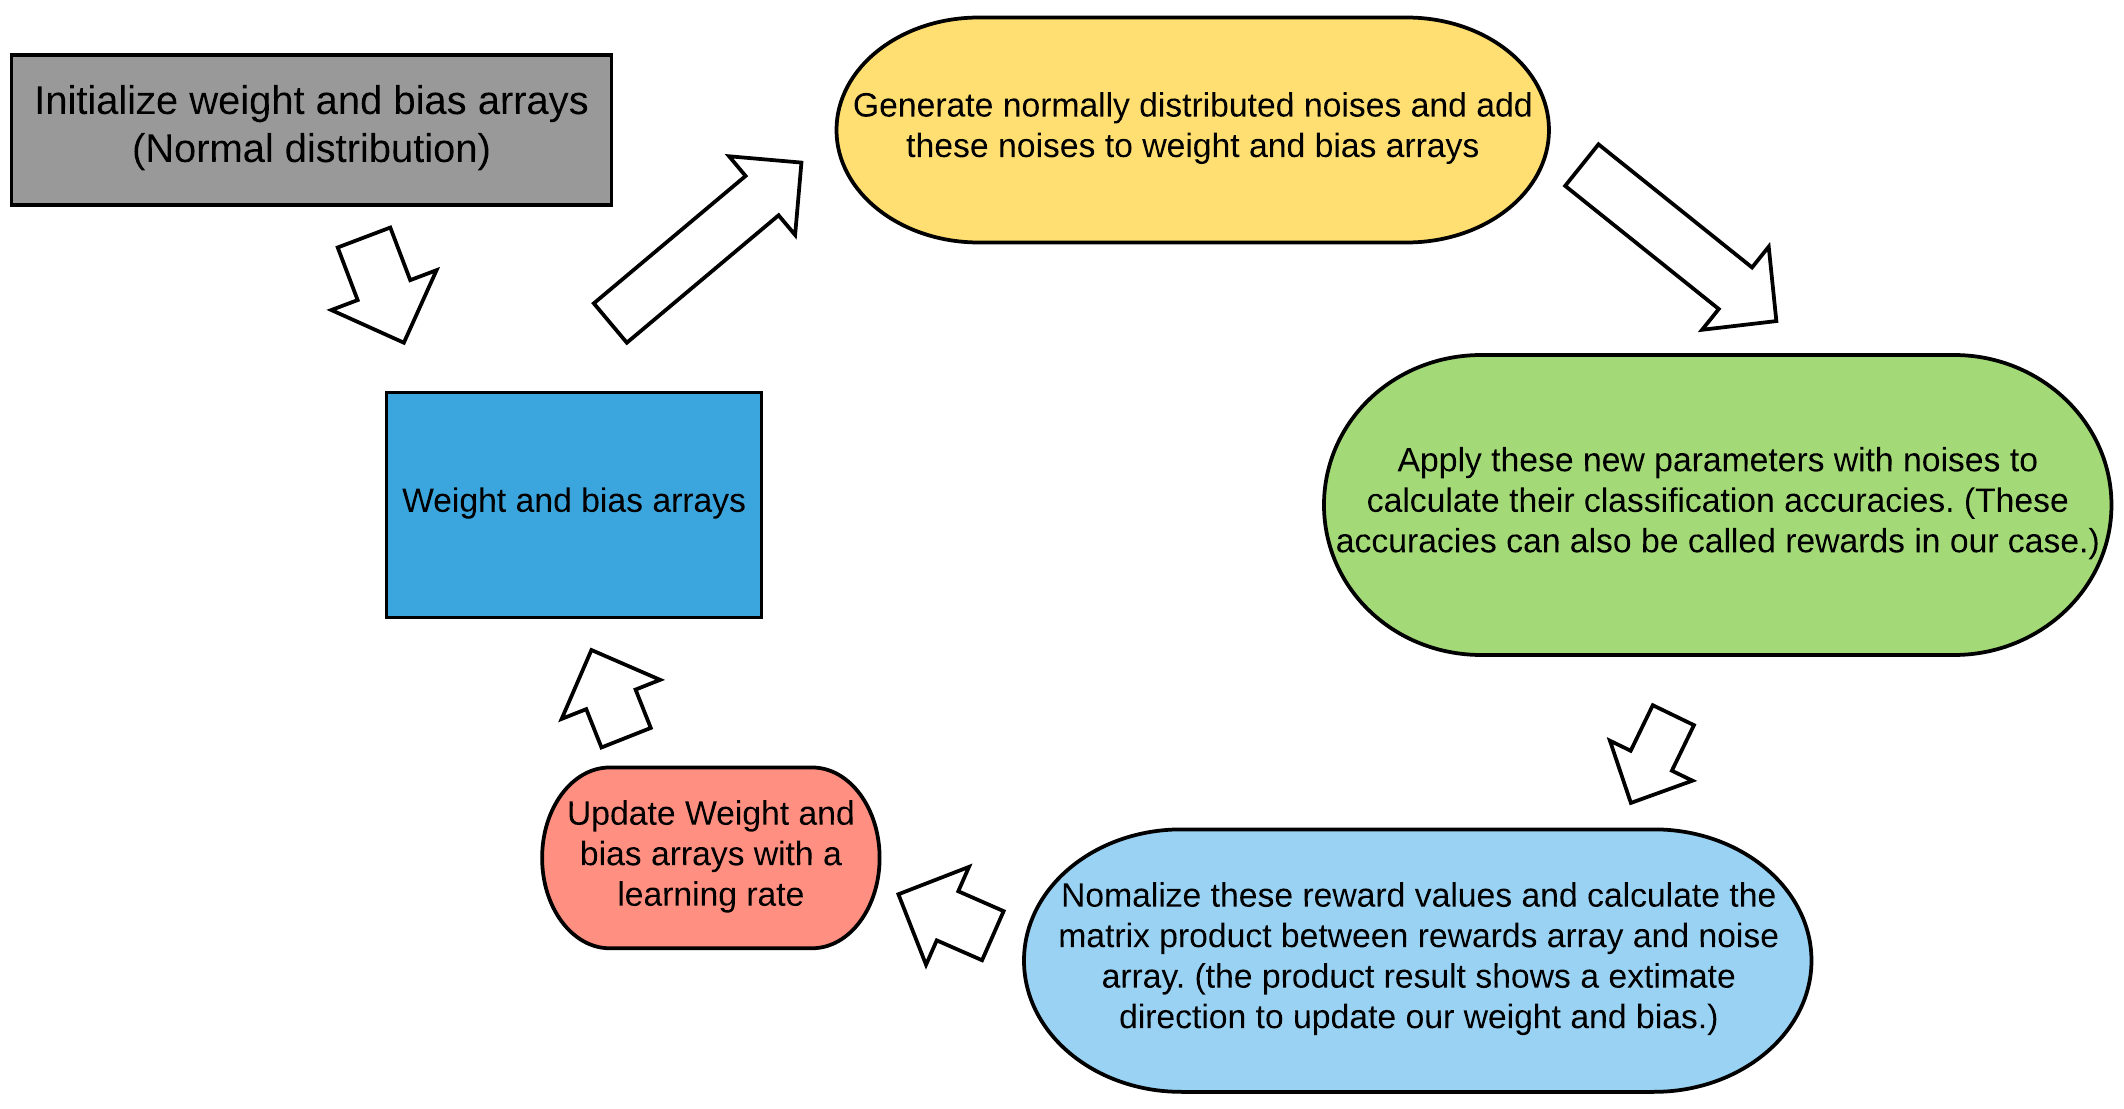 Initialize weight and bias arrays
(Normal distribution)
Generate normally distributed noises and add
these noises to weight and bias arrays
Weight and bias arrays
Apply these new parameters with noises to
calculate their classification accuracies. (These
accuracies can also be called rewards in our case.)
Update Weight and
bias arrays with a
learning rate
Nomalize these reward values and calculate the
matrix product between rewards array and noise
array. (the product result shows a extimate
direction to update our weight and bias.)